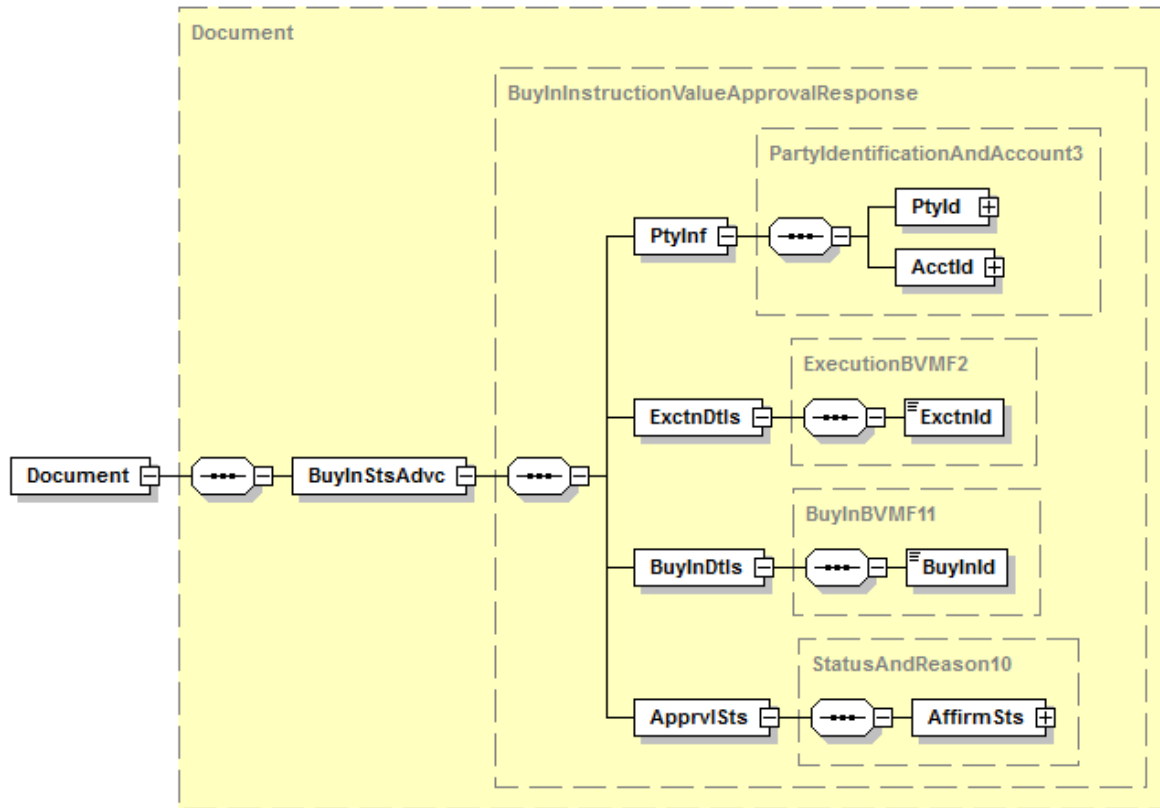 Document
BuyInInstructionValueApprovalResponse
PartyIdentificationAndAccount3
PtyId
PtyInf
AcctId
ExecutionBVMF2
ExctnDtls
ExctnId
Document
BuyInStsAdvc
BuyInBVMF11
BuyInDtls
BuyInId
StatusAndReason10
ApprvlSts
AffirmSts